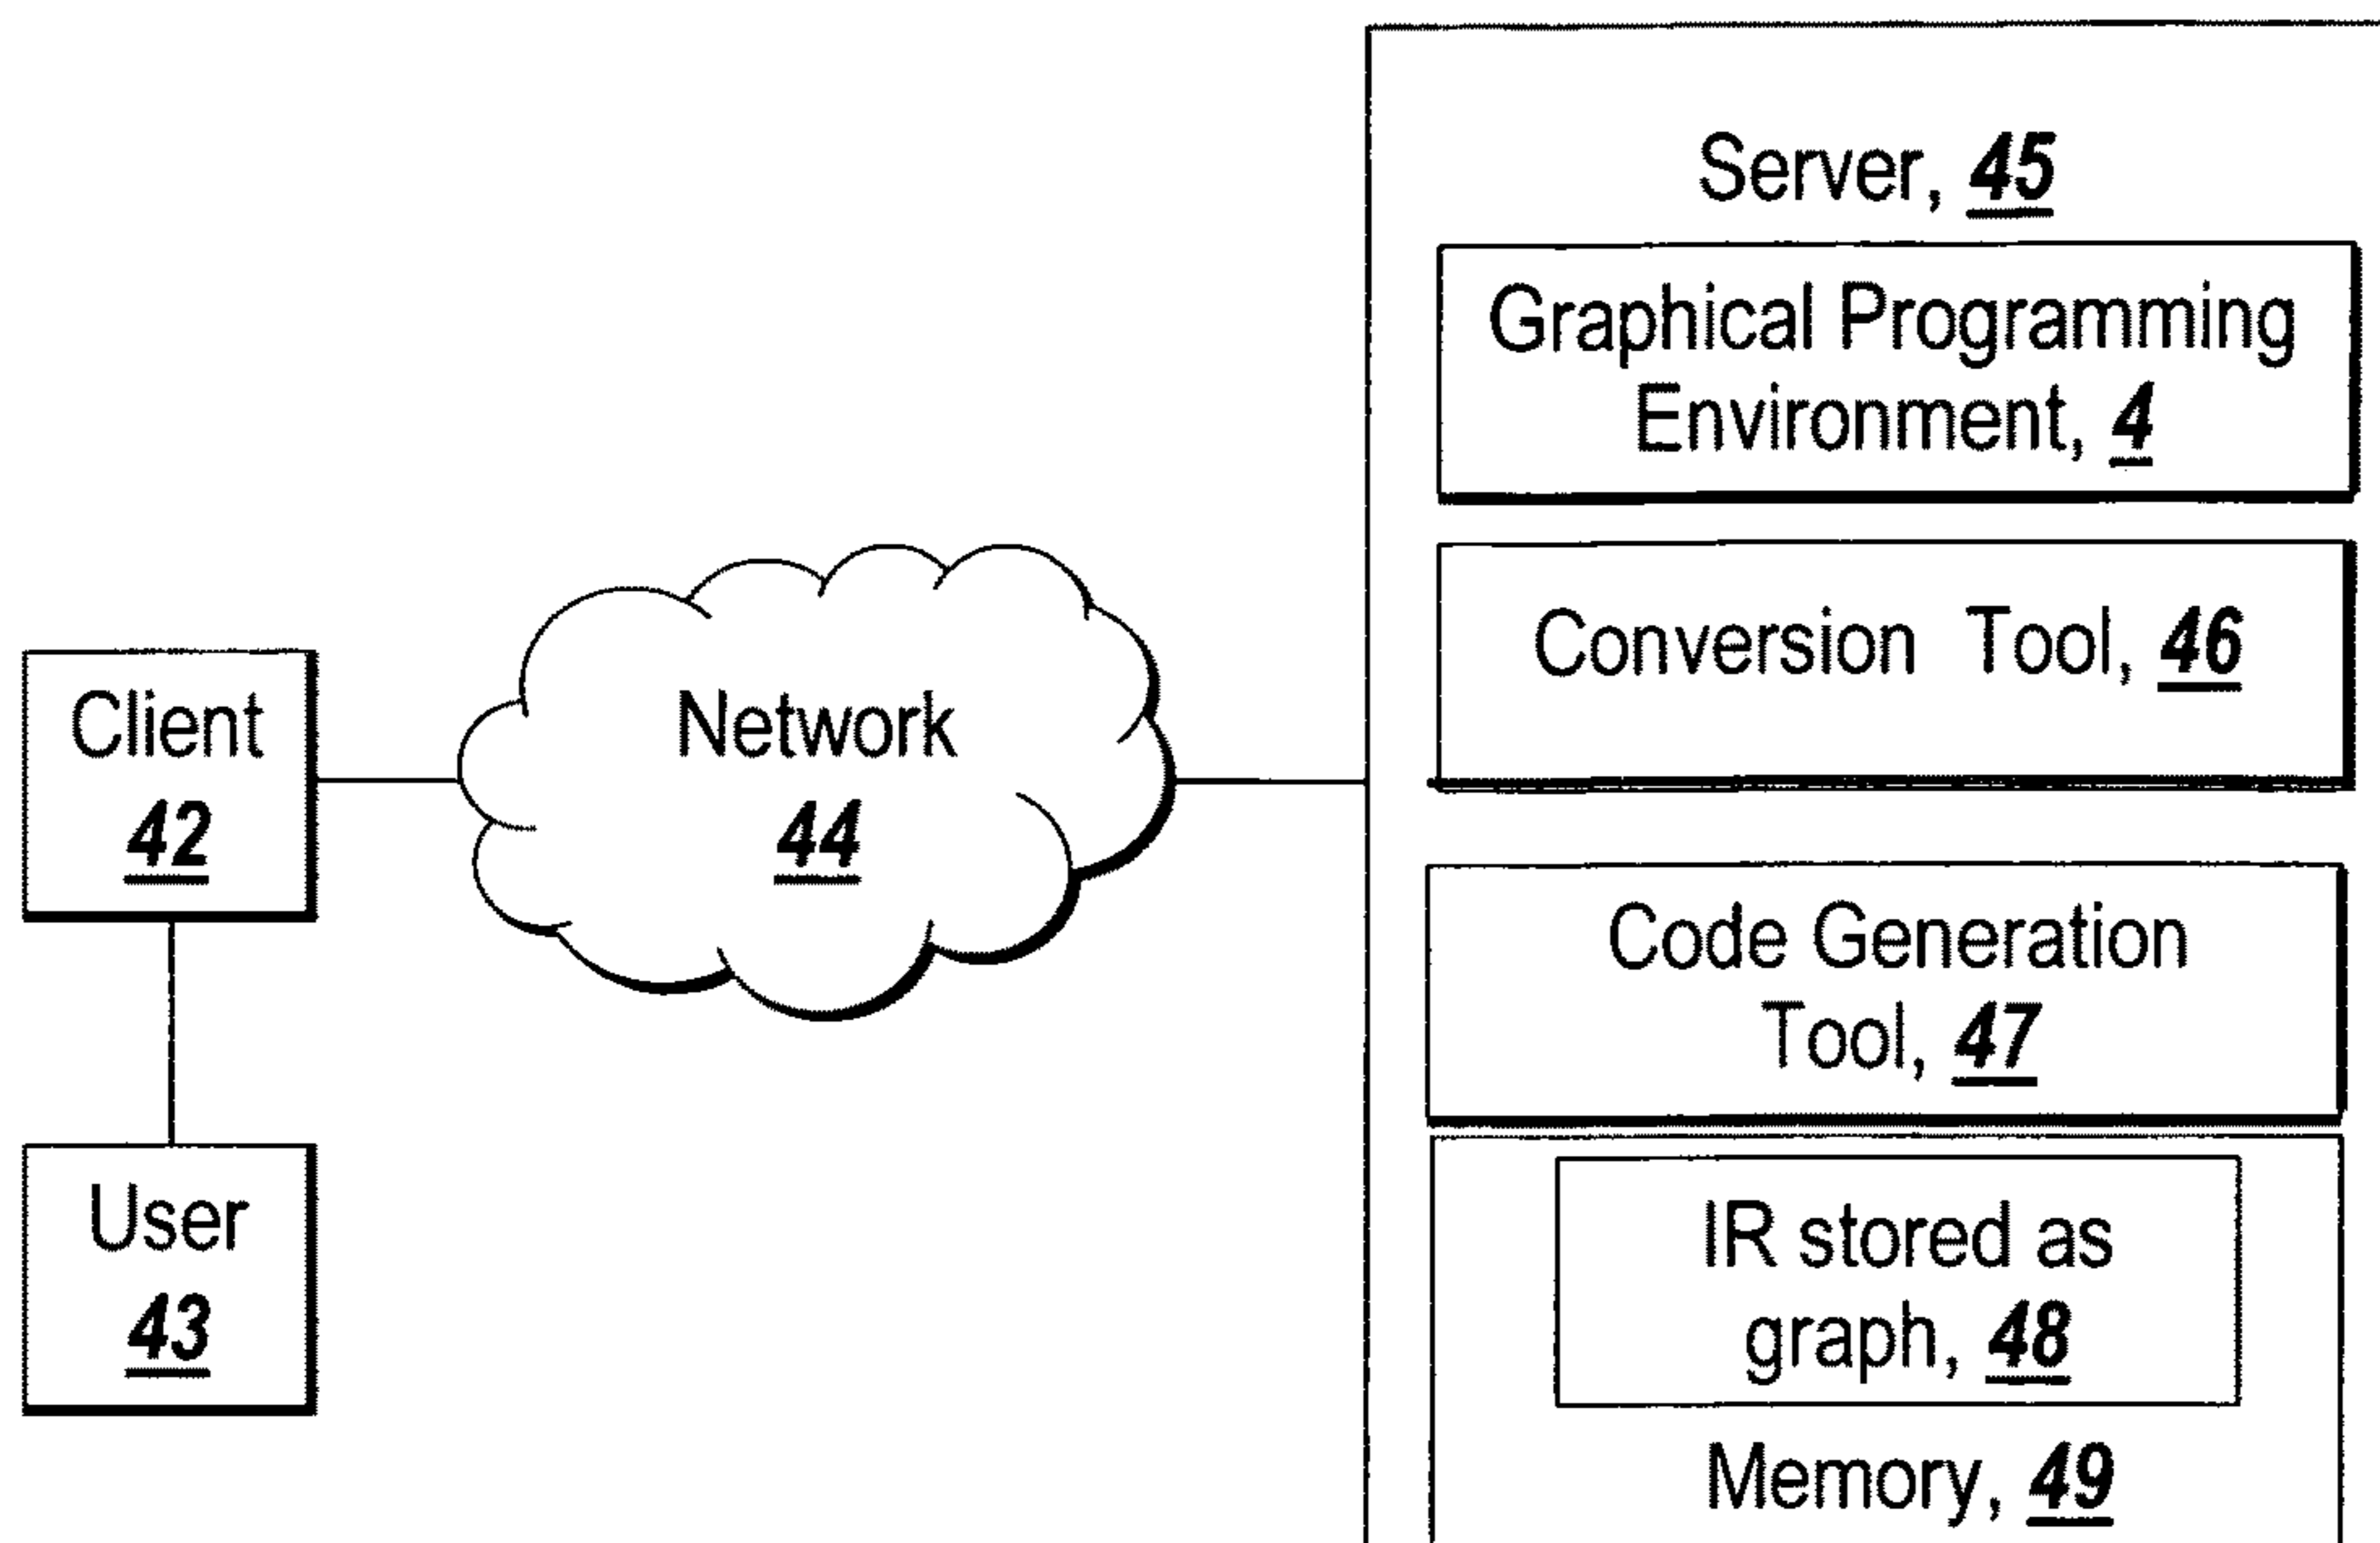 Server, 45
Graphical Programming
Environment, 4
Conversion Tool, 46
Client
42
Network
44
Code Generation
Tool, 47
User
43
IR stored as
graph, 48
Memory, 49